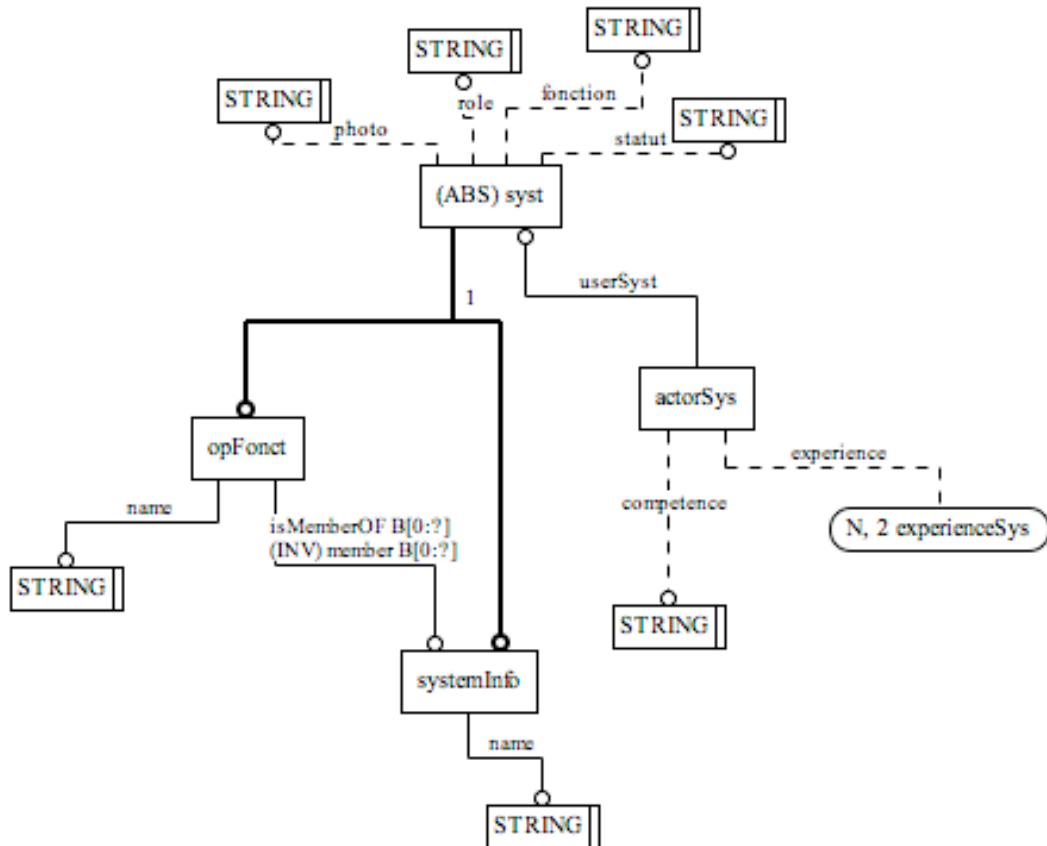 STRING
STRING
STRING
STRING
photo
role
fonction
statut
(ABS) syst
userSyst
1
actorSys
opFonct
experience
name
competence
isMemberOF B[0:?]
(INV) member B[0:?]
N, 2 experienceSys
STRING
STRING
systemInfo
name
STRING